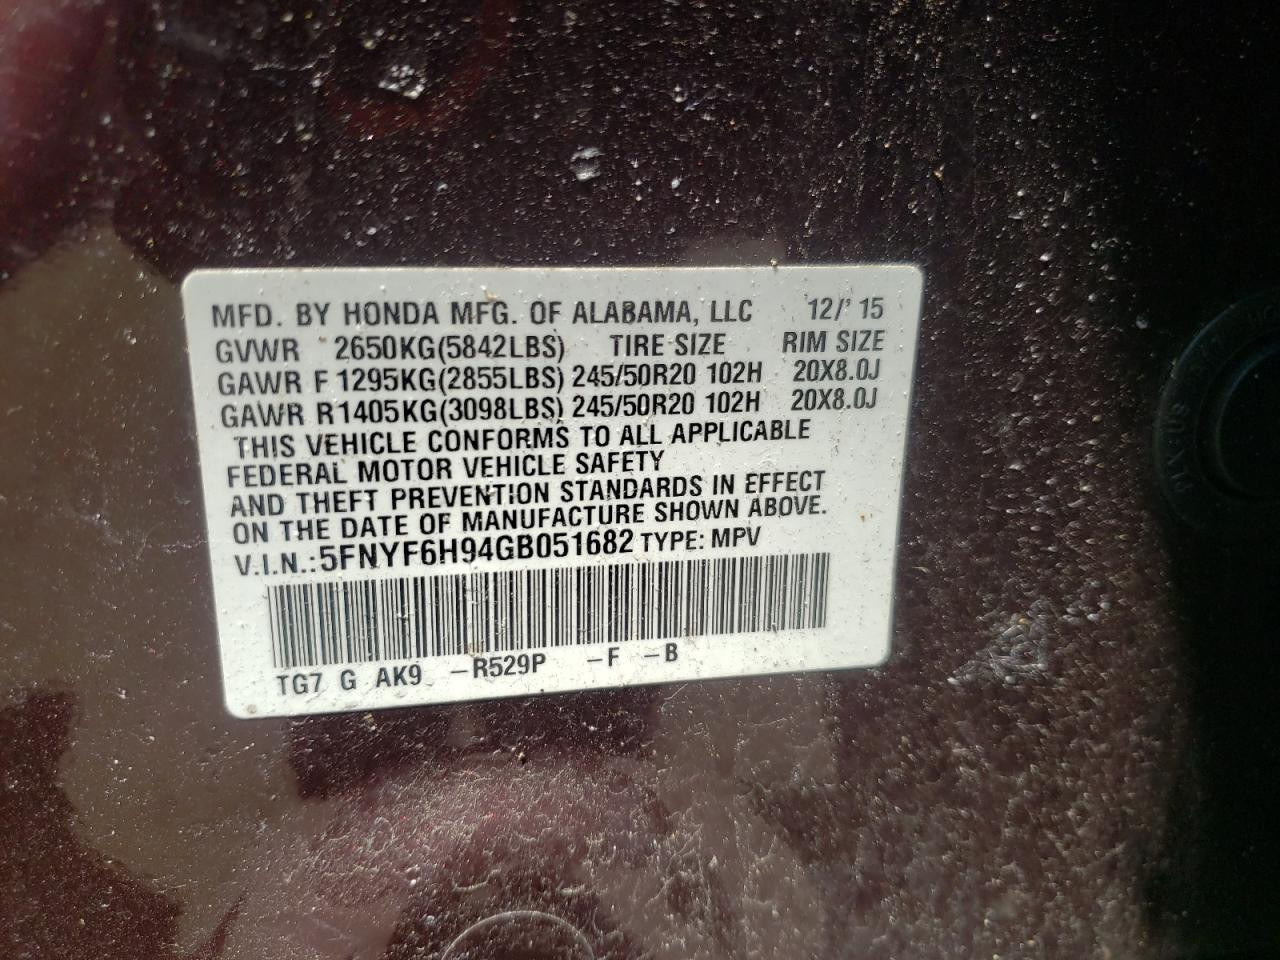 MFD. BY HONDA MFG. OF ALABAMA, LLC 12/'15
GVWR 2650KG(5842LBS) TIRE SIZE RIM SIZE
GAWR F 1295KG(2855LBS) 245/50R20 102H 20X8.0J
GAWR R1405KG(3098LBS) 245/50R20 102H 20X8.0J
THIS VEHICLE CONFORMS TO ALL APPLICABLE
FEDERAL MOTOR VEHICLE SAFETY
AND THEFT PREVENTION STANDARDS IN EFFECT
ON THE DATE OF MANUFACTURE SHOWN ABOVE.
V.I.N.:5FNYF6H94GB051682 TYPE: MPV
TG7 G AK9 -R529P -F -B